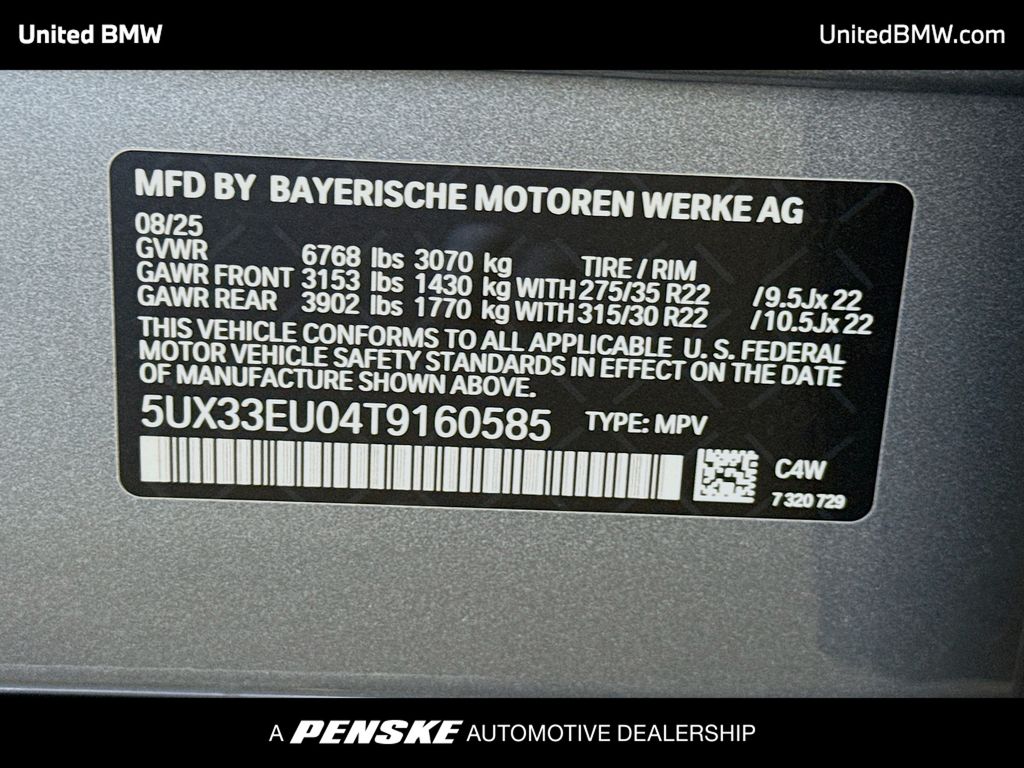 United BMW
UnitedBMW.com
MFD BY BAYERISCHE MOTOREN WERKE AG
08/25
GVWR 6768 lbs 3070 kg TIRE / RIM
GAWR FRONT 3153 lbs 1430 kg WITH 275/35 R22 /9.5Jx 22
GAWR REAR 3902 lbs 1770 kg WITH 315/30 R22 /10.5Jx 22
THIS VEHICLE CONFORMS TO ALL APPLICABLE U. S. FEDERAL
MOTOR VEHICLE SAFETY STANDARDS IN EFFECT ON THE DATE
OF MANUFACTURE SHOWN ABOVE.
5UX33EU04T9160585 TYPE: MPV
C4W
7 320 729
A PENSKE AUTOMOTIVE DEALERSHIP